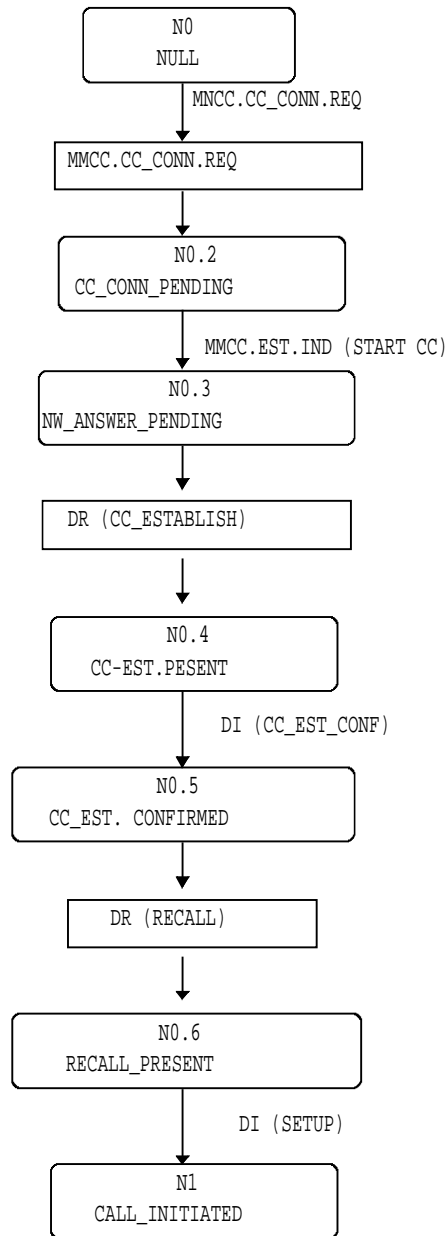 N0
NULL
MNCC.CC_CONN.REQ
MMCC.CC_CONN.REQ
N0.2
CC_CONN_PENDING
MMCC.EST.IND (START CC)
N0.3
NW_ANSWER_PENDING
DR (CC_ESTABLISH)
N0.4
CC-EST.PESENT
DI (CC_EST_CONF)
N0.5
CC_EST. CONFIRMED
DR (RECALL)
N0.6
RECALL_PRESENT
DI (SETUP)
N1
CALL_INITIATED